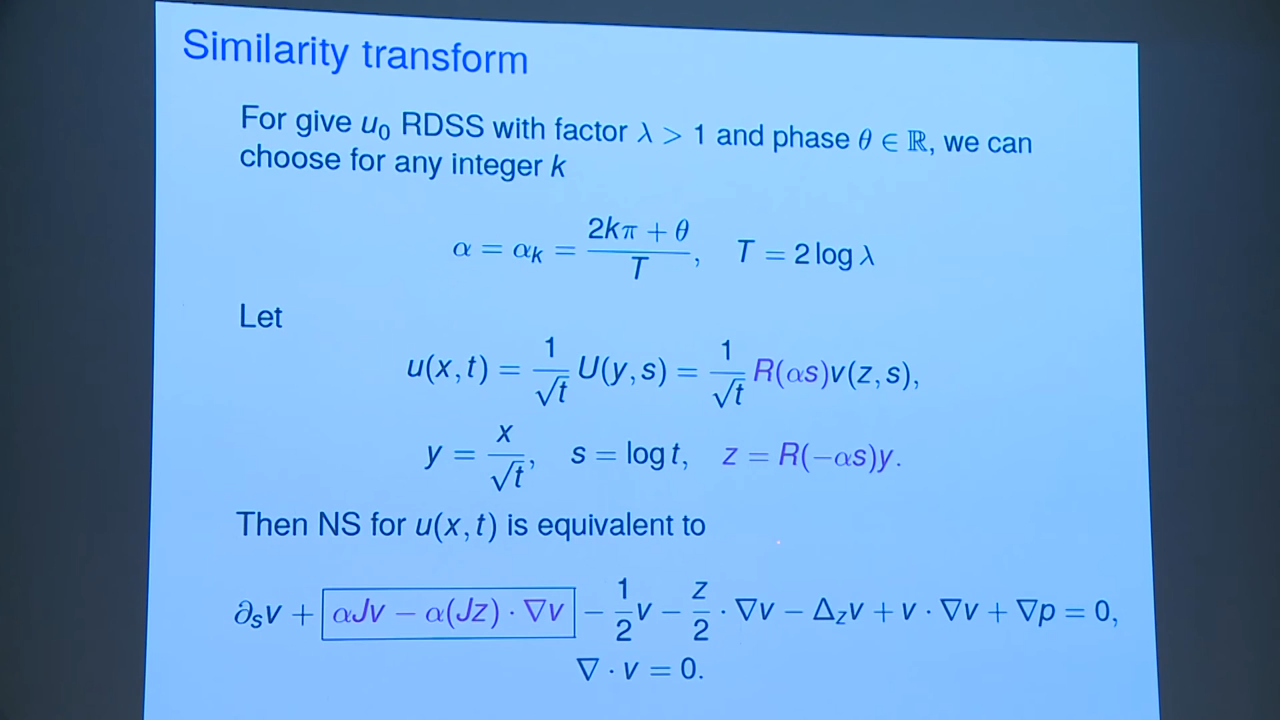 Similarity transform
For give u₀ RDSS with factor λ > 1 and phase θ ∈ ℝ, we can
choose for any integer k
α = αₖ = (2kπ + θ)/T, T = 2 log λ
Let
u(x, t) = 1/√t U(y, s) = 1/√t R(αs)v(z, s),
y = x/√t, s = log t, z = R(−αs)y.
Then NS for u(x, t) is equivalent to
∂ₛv + αJv − α(Jz) · ∇v − 1/2 v − z/2 · ∇v − Δ_z v + v · ∇v + ∇p = 0,
∇ · v = 0.